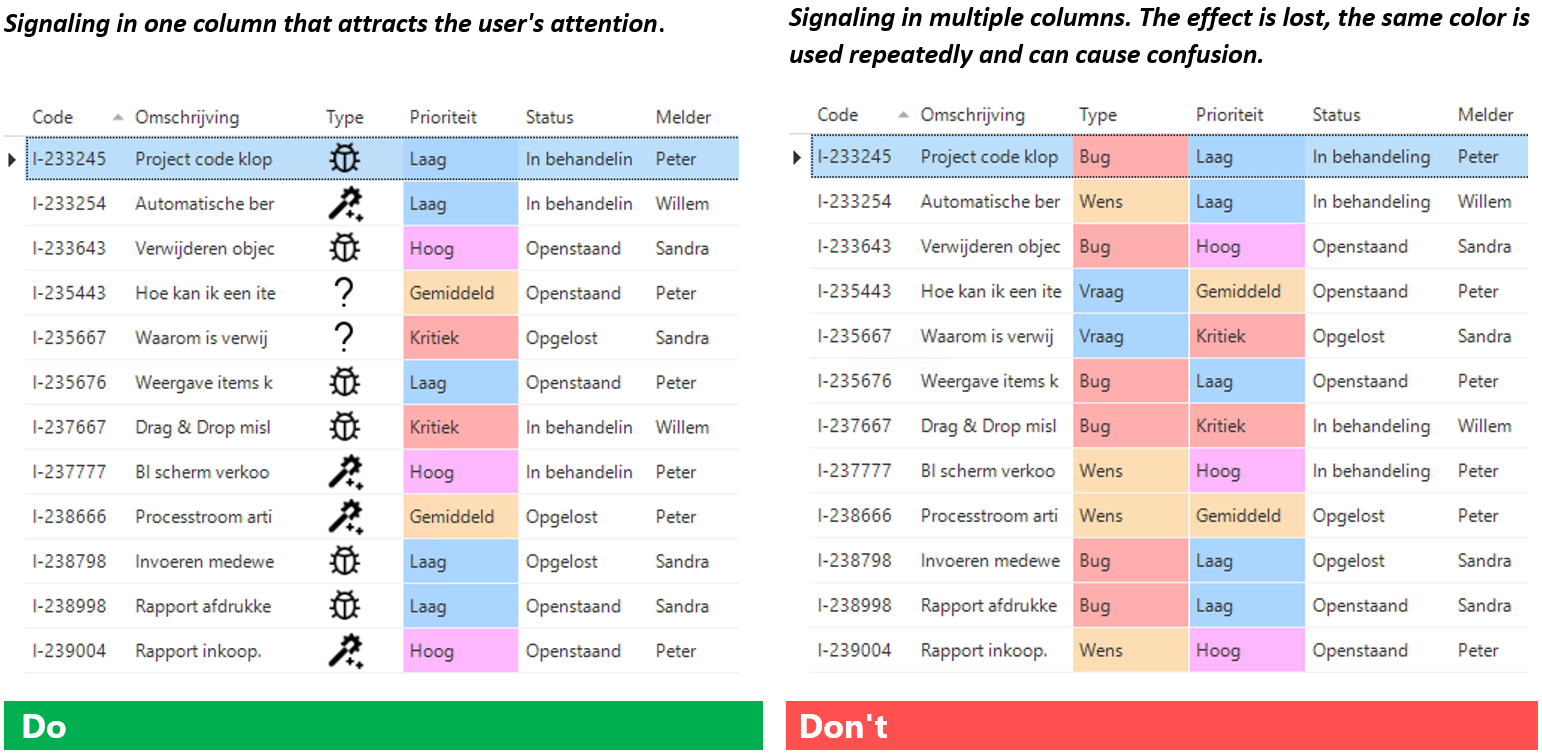 Signaling in one column that attracts the user's attention.
Code Omschrijving Type Prioriteit Status Melder
I-233245 Project code klop Laag In behandelin Peter
I-233254 Automatische ber Laag In behandelin Willem
I-233643 Verwijderen objec Hoog Openstaand Sandra
I-235443 Hoe kan ik een ite ? Gemiddeld Openstaand Peter
I-235667 Waarom is verwij ? Kritiek Opgelost Sandra
I-235676 Weergave items k Laag Openstaand Peter
I-237667 Drag & Drop misl Kritiek In behandelin Willem
I-237777 BI scherm verkoo Hoog In behandelin Peter
I-238666 Processtroom arti Gemiddeld Opgelost Peter
I-238798 Invoeren medewe Laag Opgelost Sandra
I-238998 Rapport afdrukke Laag Openstaand Sandra
I-239004 Rapport inkoop. Hoog Openstaand Peter
Do
Signaling in multiple columns. The effect is lost, the same color is
used repeatedly and can cause confusion.
Code Omschrijving Type Prioriteit Status Melder
I-233245 Project code klop Bug Laag In behandeling Peter
I-233254 Automatische ber Wens Laag In behandeling Willem
I-233643 Verwijderen objec Bug Hoog Openstaand Sandra
I-235443 Hoe kan ik een ite Vraag Gemiddeld Openstaand Peter
I-235667 Waarom is verwij Vraag Kritiek Opgelost Sandra
I-235676 Weergave items k Bug Laag Openstaand Peter
I-237667 Drag & Drop misl Bug Kritiek In behandeling Willem
I-237777 BI scherm verkoo Wens Hoog In behandeling Peter
I-238666 Processtroom arti Wens Gemiddeld Opgelost Peter
I-238798 Invoeren medewe Bug Laag Opgelost Sandra
I-238998 Rapport afdrukke Bug Laag Openstaand Sandra
I-239004 Rapport inkoop. Wens Hoog Openstaand Peter
Don't